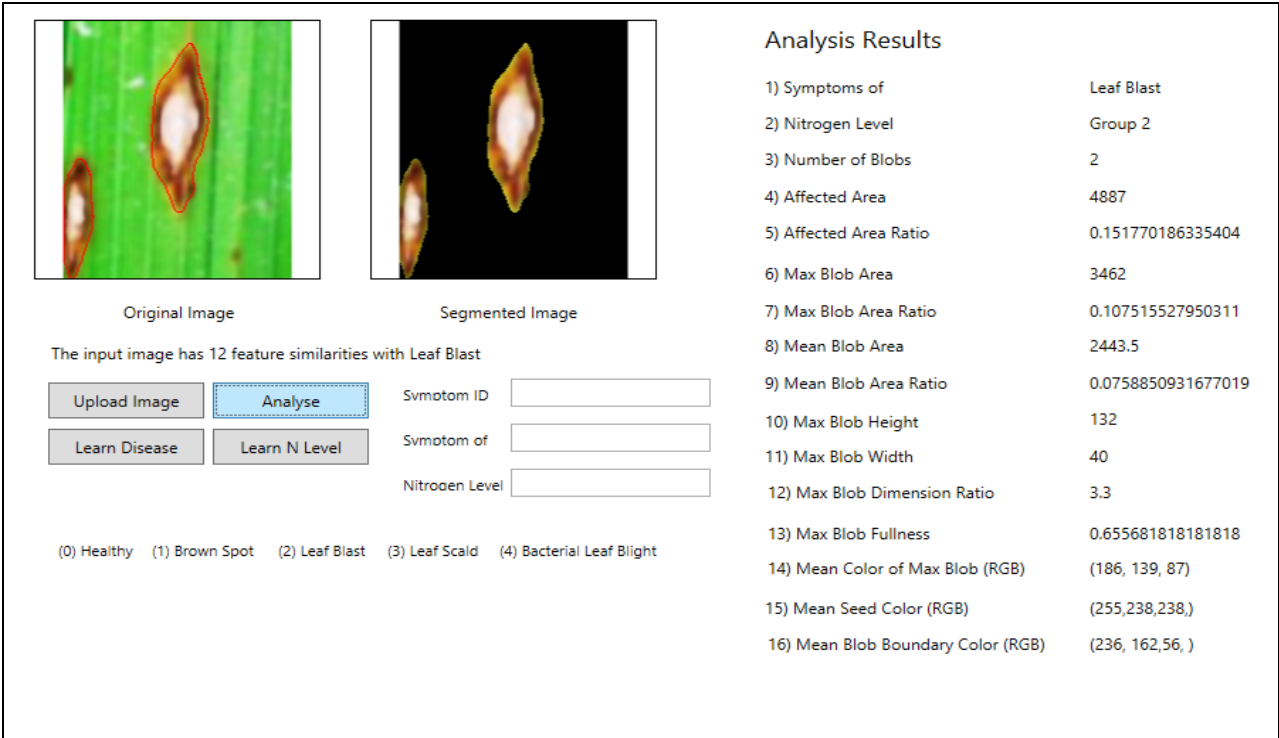 Original Image
Segmented Image
The input image has 12 feature similarities with Leaf Blast
Upload Image
Analyse
Learn Disease
Learn N Level
Symptom ID
Symptom of
Nitrogen Level
(0) Healthy (1) Brown Spot (2) Leaf Blast (3) Leaf Scald (4) Bacterial Leaf Blight
Analysis Results
1) Symptoms of Leaf Blast
2) Nitrogen Level Group 2
3) Number of Blobs 2
4) Affected Area 4887
5) Affected Area Ratio 0.151770186335404
6) Max Blob Area 3462
7) Max Blob Area Ratio 0.107515527950311
8) Mean Blob Area 2443.5
9) Mean Blob Area Ratio 0.0758850931677019
10) Max Blob Height 132
11) Max Blob Width 40
12) Max Blob Dimension Ratio 3.3
13) Max Blob Fullness 0.655681818181818
14) Mean Color of Max Blob (RGB) (186, 139, 87)
15) Mean Seed Color (RGB) (255,238,238,)
16) Mean Blob Boundary Color (RGB) (236, 162,56, )